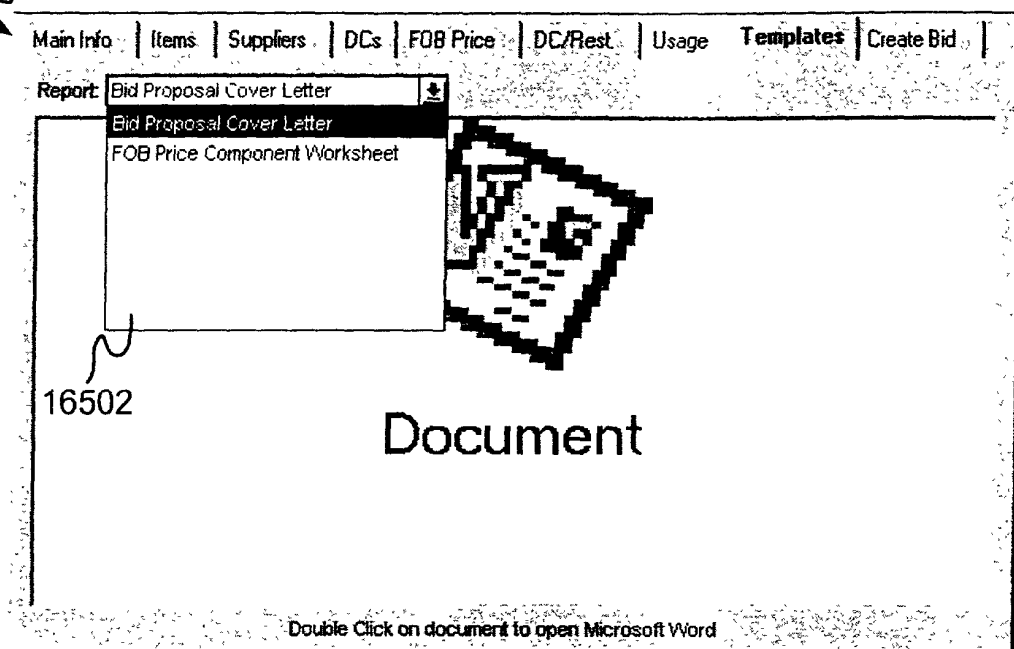 Main Info Items Suppliers DCs FOB Price DC/Rest. Usage Templates Create Bid
Report: Bid Proposal Cover Letter
Bid Proposal Cover Letter
FOB Price Component Worksheet
16502
Document
Double Click on document to open Microsoft Word